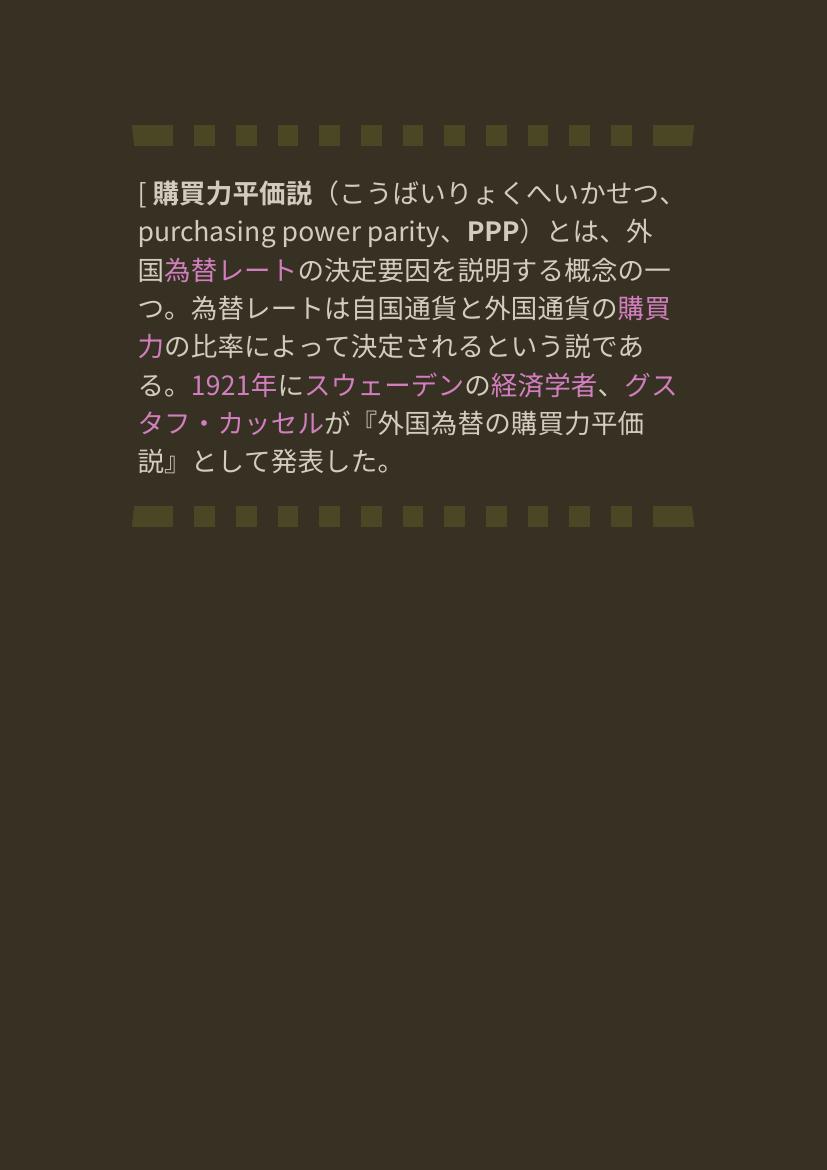 [ 購買力平価説（こうばいりょくへいかせつ、
purchasing power parity、PPP）とは、外
国為替レートの決定要因を説明する概念の一
つ。為替レートは自国通貨と外国通貨の購買
力の比率によって決定されるという説であ
る。1921年にスウェーデンの経済学者、グス
タフ・カッセルが『外国為替の購買力平価
説』として発表した。